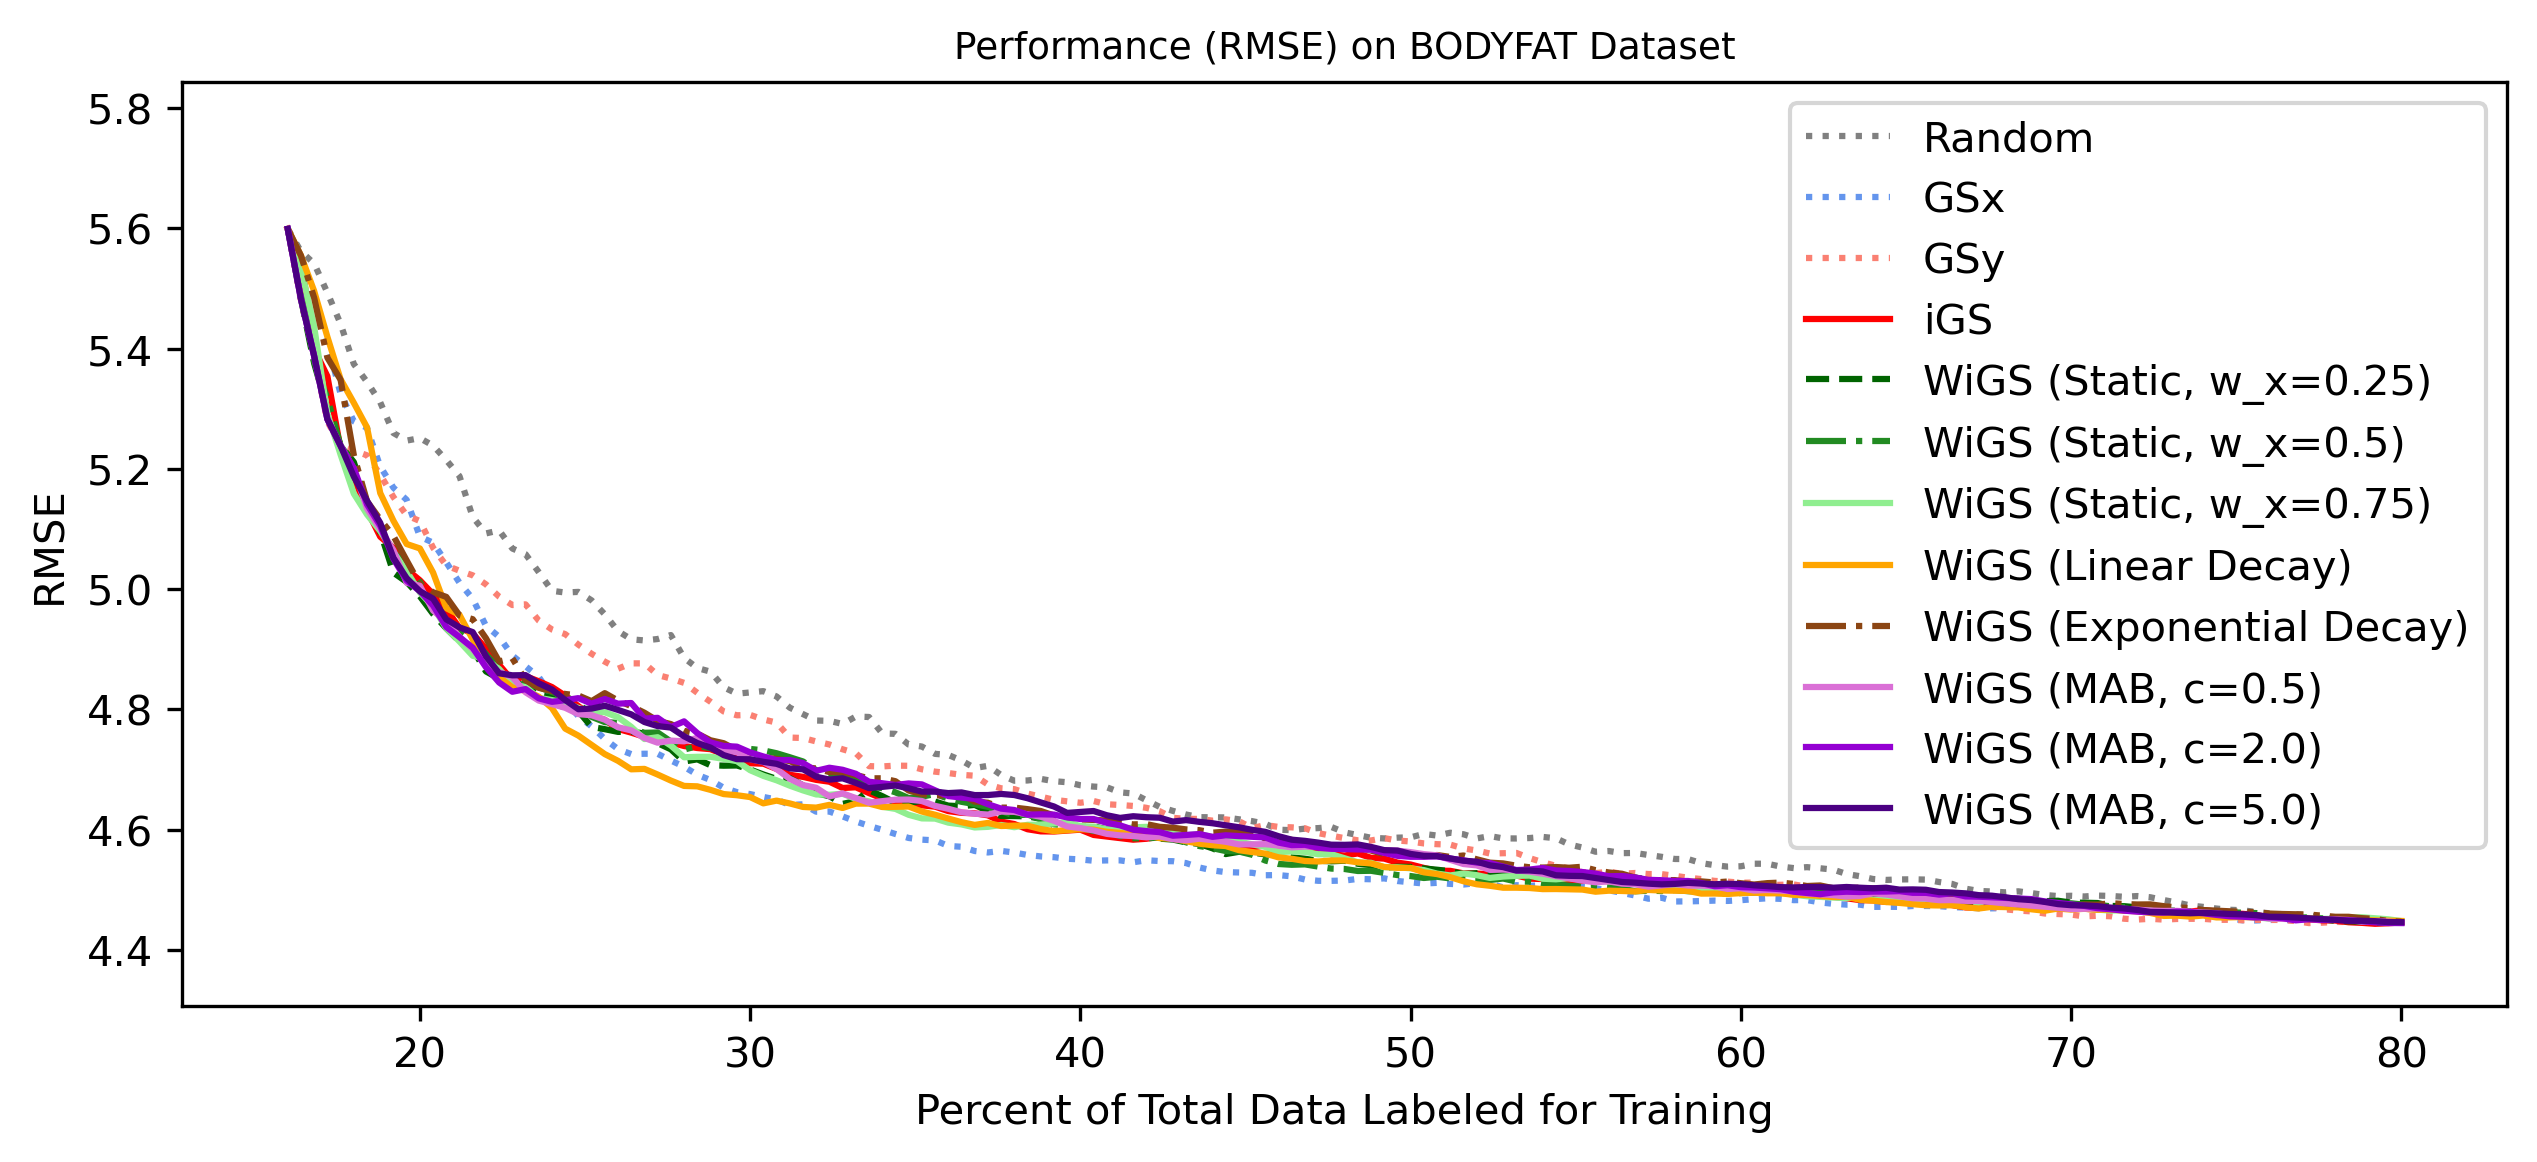 Performance (RMSE) on BODYFAT Dataset
5.8
5.6
5.4
5.2
5.0
4.8
4.6
4.4
RMSE
Random
GSx
GSy
iGS
WiGS (Static, w_x=0.25)
WiGS (Static, w_x=0.5)
WiGS (Static, w_x=0.75)
WiGS (Linear Decay)
WiGS (Exponential Decay)
WiGS (MAB, c=0.5)
WiGS (MAB, c=2.0)
WiGS (MAB, c=5.0)
20 30 40 50 60 70 80
Percent of Total Data Labeled for Training